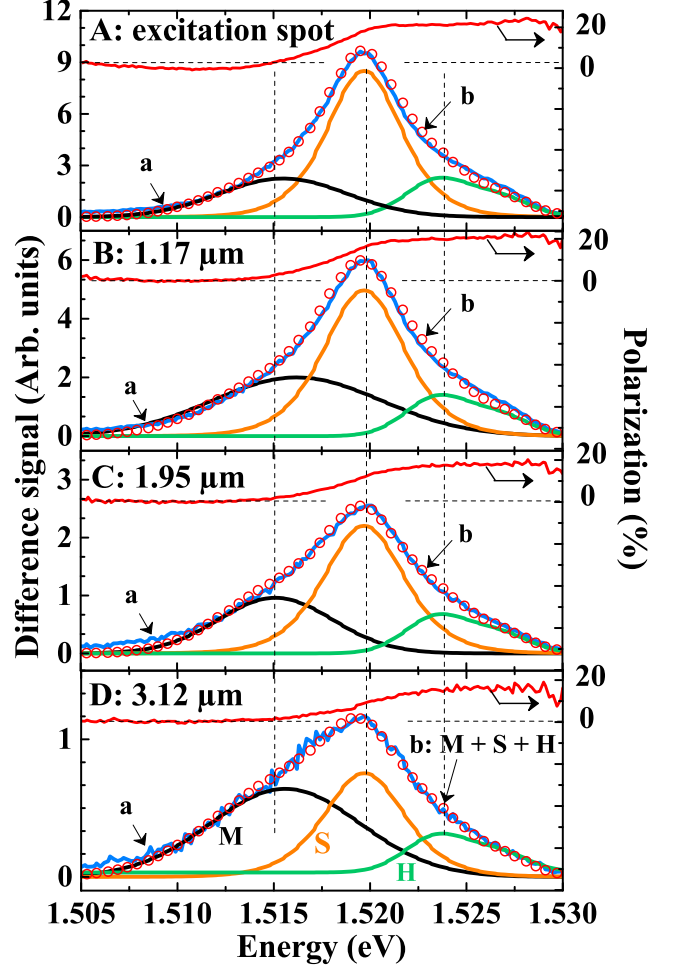 12
A: excitation spot
20
9
0
6
b
3
a
0
B: 1.17 µm
20
6
0
b
4
2
a
0
20
C: 1.95 µm
3
0
2
b
1
a
0
20
D: 3.12 µm
0
1
b: M + S + H
a
M
S
0
H
1.505 1.510 1.515 1.520 1.525 1.530
Energy (eV)
Difference signal (Arb. units)
Polarization (%)